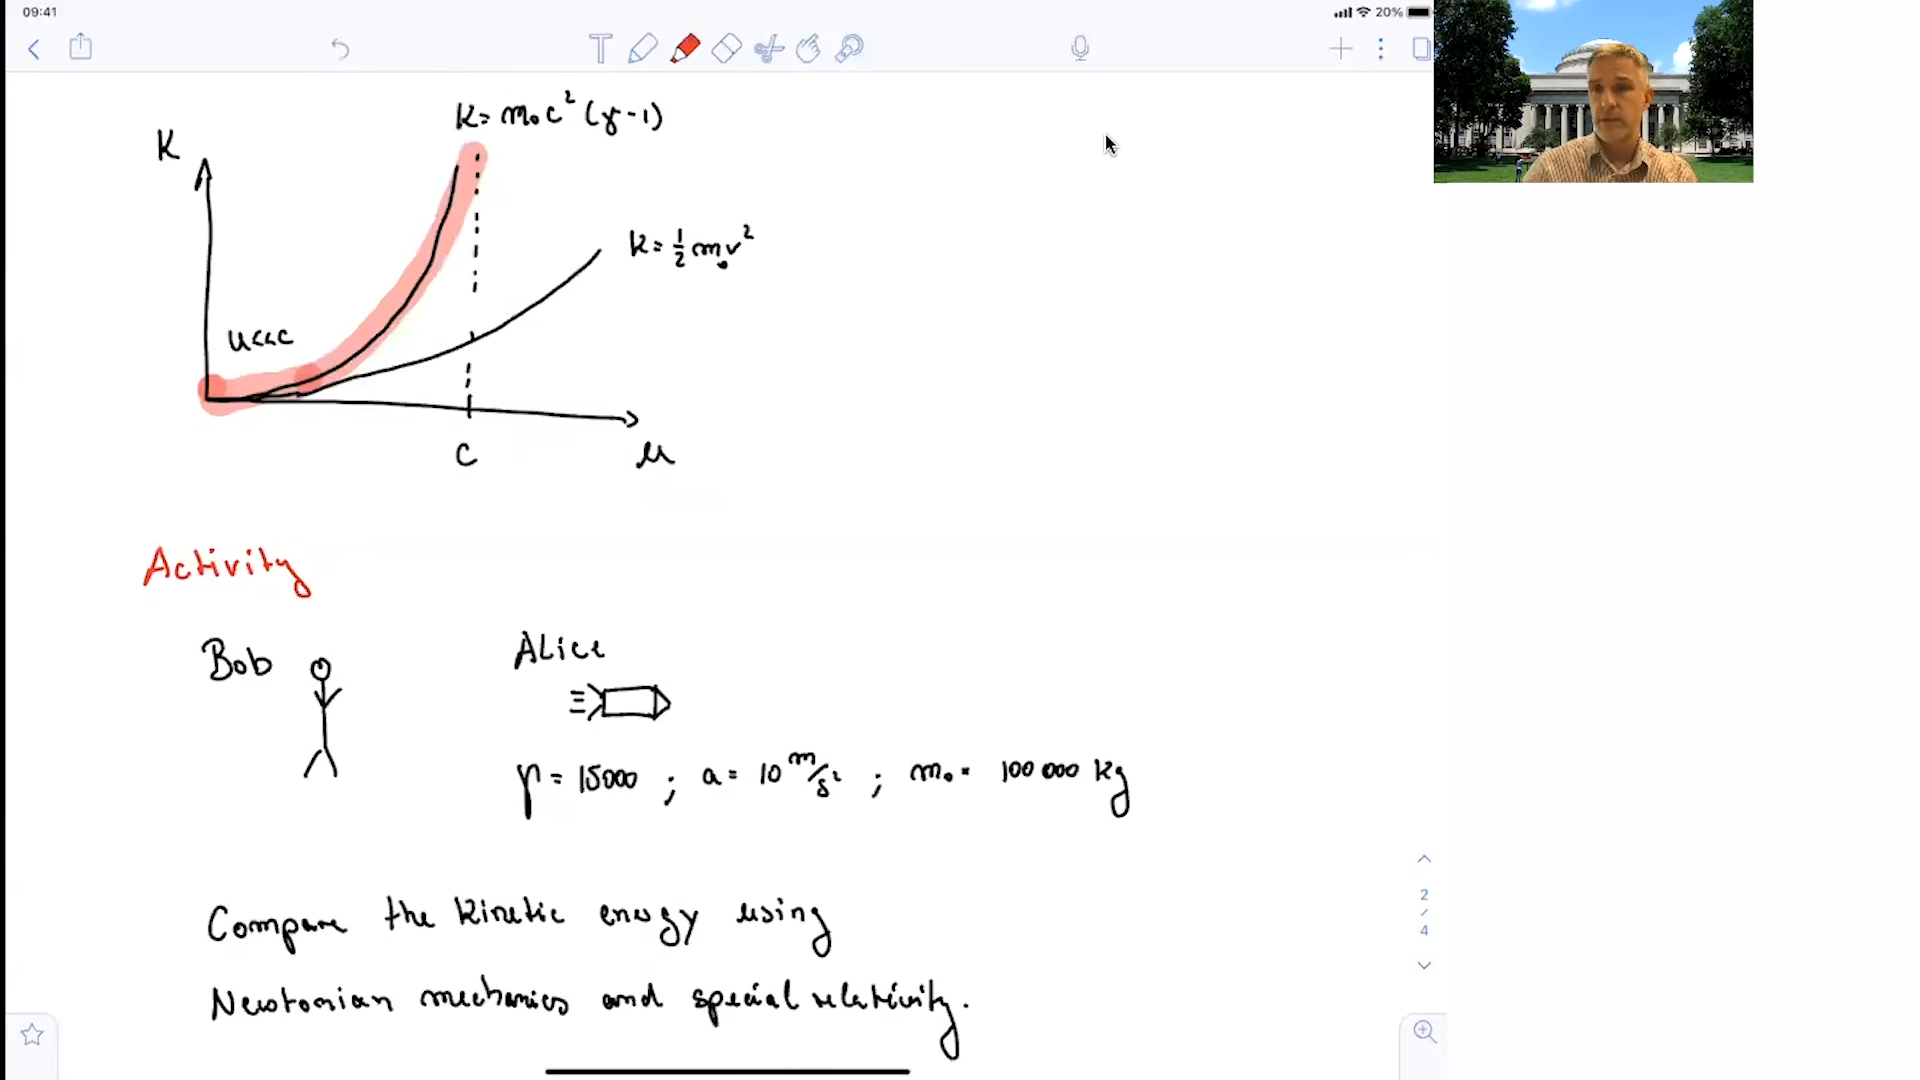 09:41
20%
K = m₀c² (γ-1)
K
K = ½ m₀v²
u<<c
c
u
Activity
Bob
Alice
γ = 15000 ; a = 10 m/s² ; m₀ = 100 000 kg
2
/
4
Compare the kinetic energy using
Newtonian mechanics and special relativity.